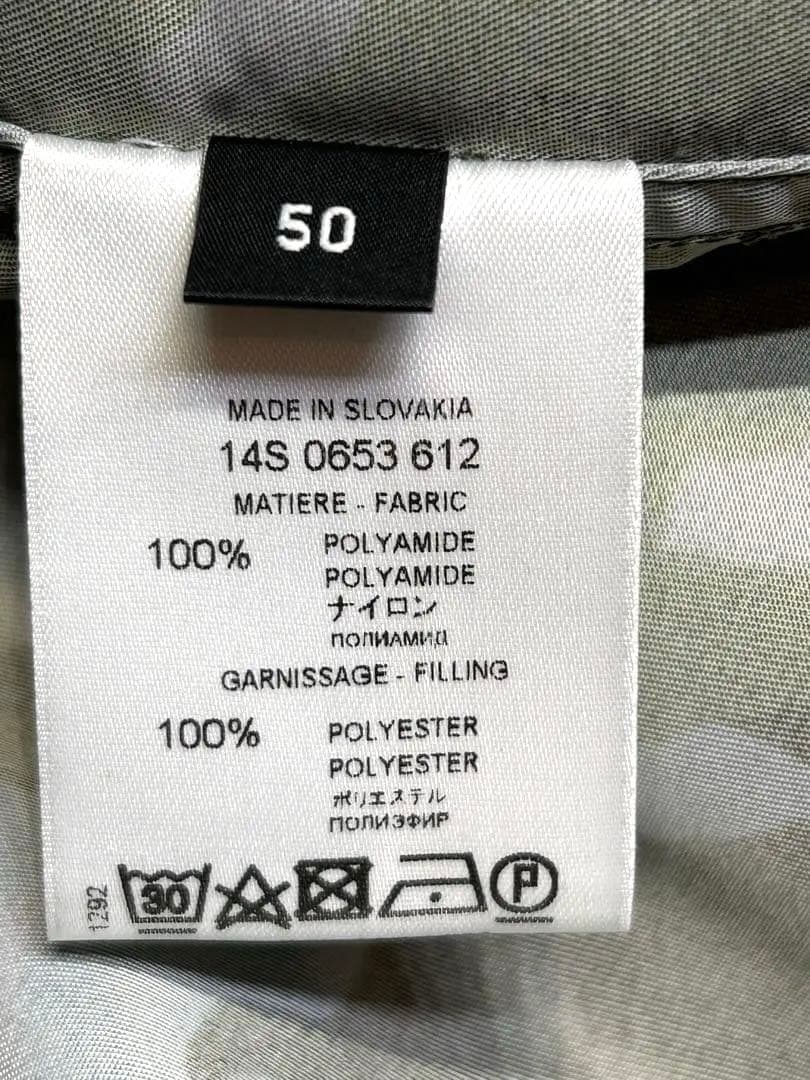 50
MADE IN SLOVAKIA
14S 0653 612
MATIERE - FABRIC
100% POLYAMIDE
POLYAMIDE
ナイロン
ПОЛИАМИД
GARNISSAGE - FILLING
100% POLYESTER
POLYESTER
ポリエステル
ПОЛИЭФИР
1292
30
P